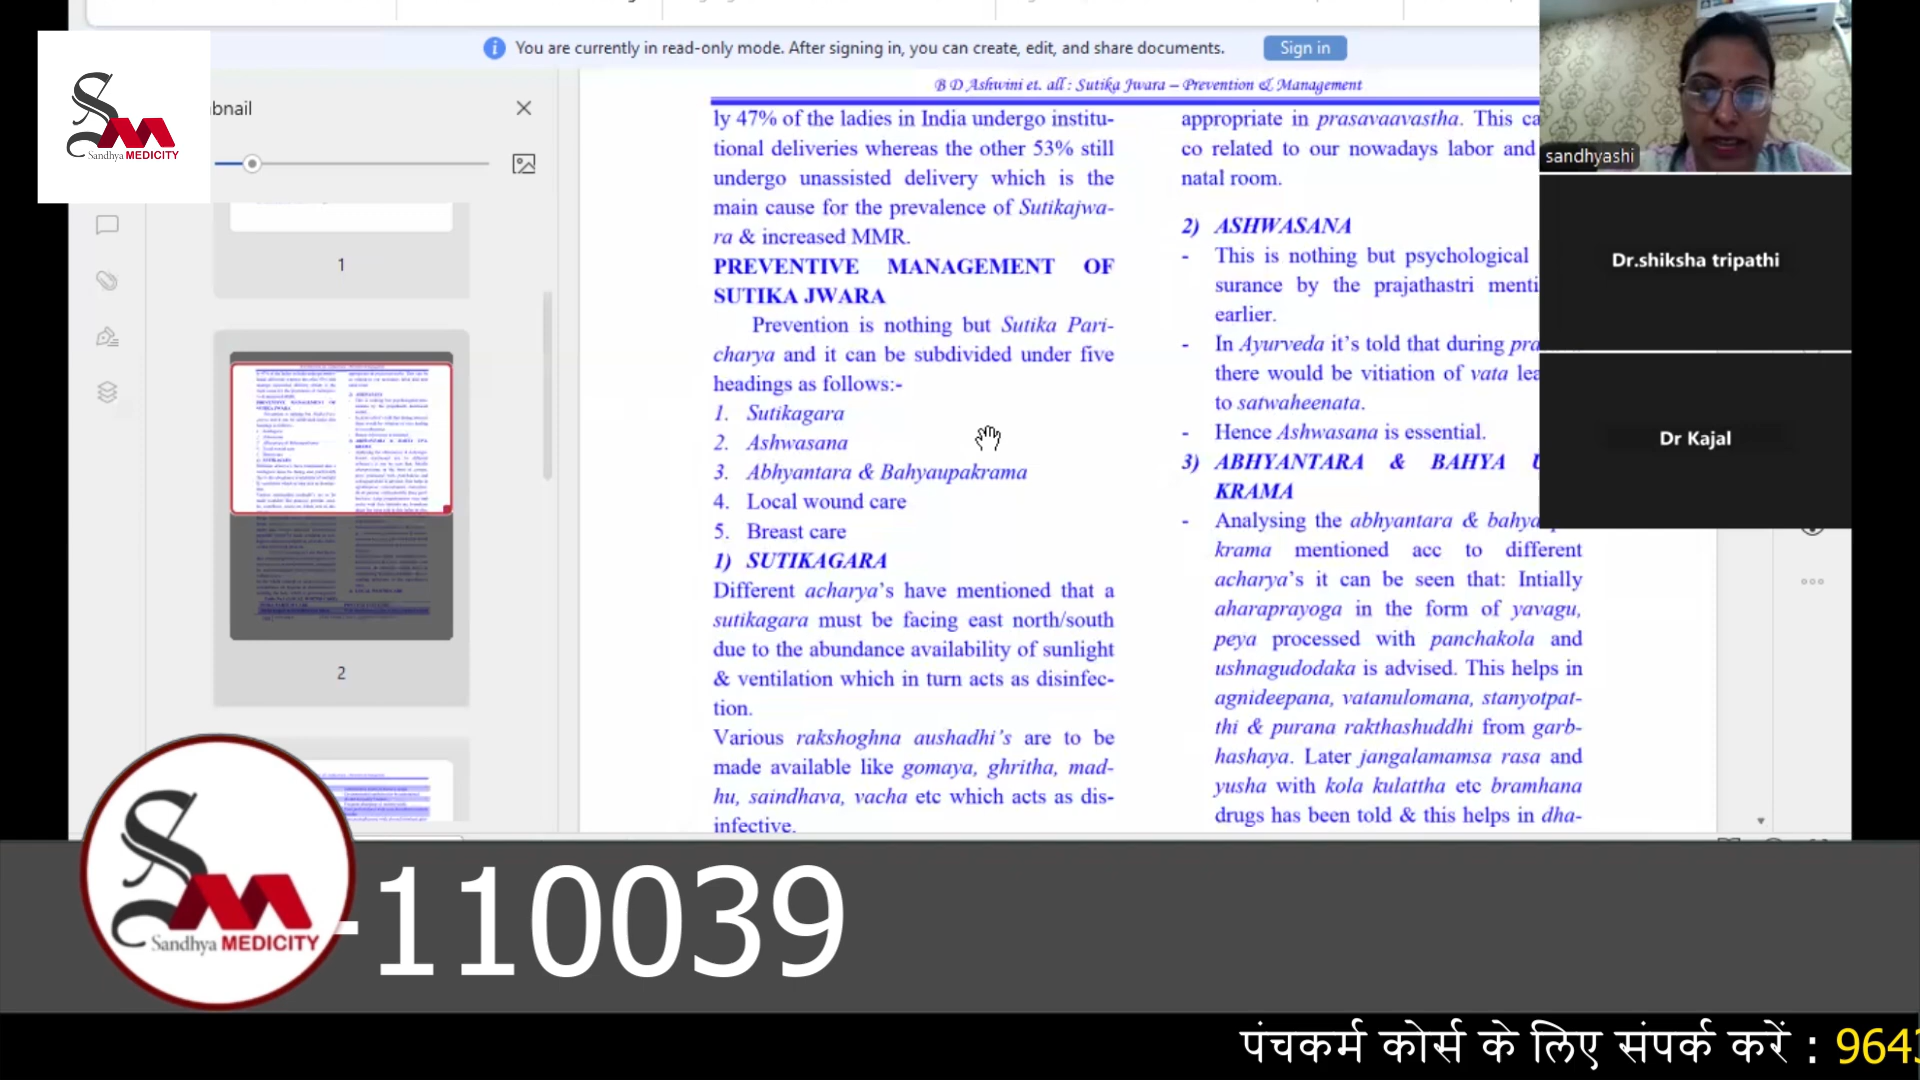 You are currently in read-only mode. After signing in, you can create, edit, and share documents.
Sign in
Sandhya MEDICITY
bnail
1
2
B D Ashwini et. all : Sutika Jwara – Prevention & Management
ly 47% of the ladies in India undergo institu-
tional deliveries whereas the other 53% still
undergo unassisted delivery which is the
main cause for the prevalence of Sutikajwa-
ra & increased MMR.
PREVENTIVE MANAGEMENT OF
SUTIKA JWARA
Prevention is nothing but Sutika Pari-
charya and it can be subdivided under five
headings as follows:-
1. Sutikagara
2. Ashwasana
3. Abhyantara & Bahyaupakrama
4. Local wound care
5. Breast care
1) SUTIKAGARA
Different acharya's have mentioned that a
sutikagara must be facing east north/south
due to the abundance availability of sunlight
& ventilation which in turn acts as disinfec-
tion.
Various rakshoghna aushadhi's are to be
made available like gomaya, ghritha, mad-
hu, saindhava, vacha etc which acts as dis-
infective.
appropriate in prasavaavastha. This ca
co related to our nowadays labor and
natal room.
2) ASHWASANA
- This is nothing but psychological
surance by the prajathastri menti
earlier.
- In Ayurveda it's told that during pra
there would be vitiation of vata lea
to satwaheenata.
- Hence Ashwasana is essential.
3) ABHYANTARA & BAHYA U
KRAMA
- Analysing the abhyantara & bahya
krama mentioned acc to different
acharya's it can be seen that: Intially
aharaprayoga in the form of yavagu,
peya processed with panchakola and
ushnagudodaka is advised. This helps in
agnideepana, vatanulomana, stanyotpat-
thi & purana rakthashuddhi from garb-
hashaya. Later jangalamamsa rasa and
yusha with kola kulattha etc bramhana
drugs has been told & this helps in dha-
sandhyashi
Dr.shiksha tripathi
Dr Kajal
Sandhya MEDICITY
-110039
पंचकर्म कोर्स के लिए संपर्क करें : 964